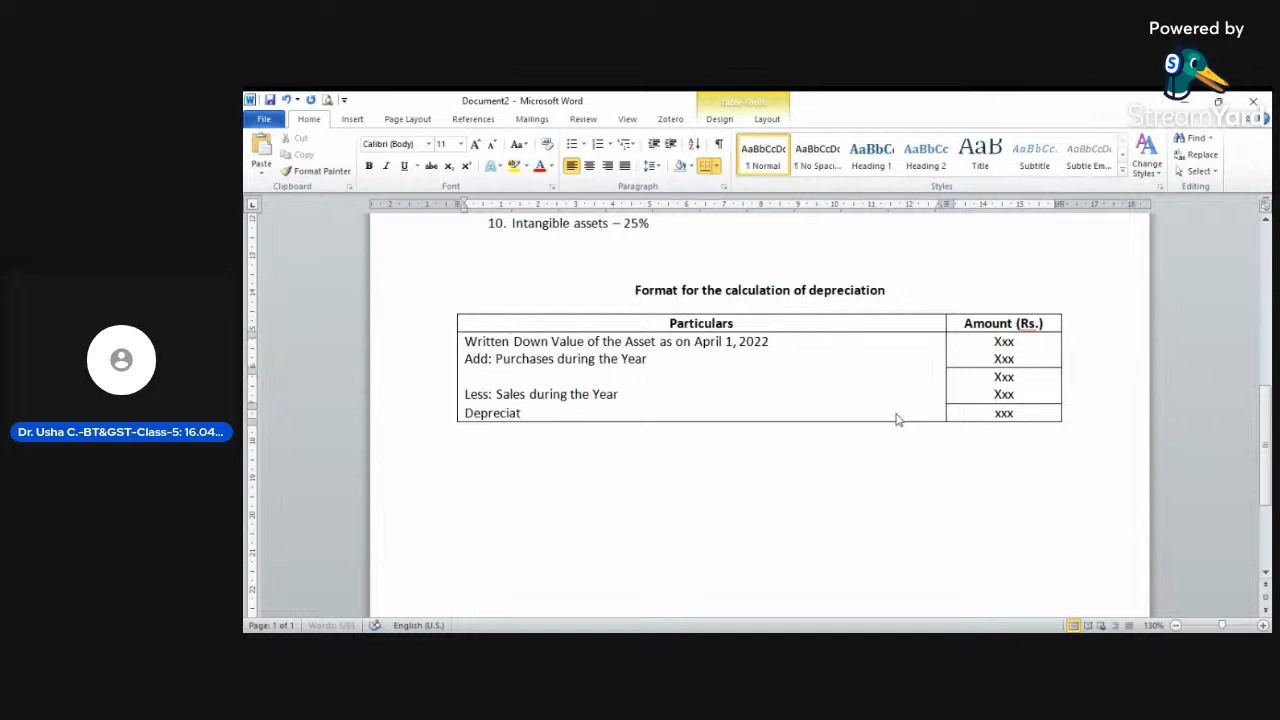 Powered by
StreamYard
Document2 - Microsoft Word
Table Tools
File Home Insert Page Layout References Mailings Review View Zotero Design Layout
Paste
Cut
Copy
Format Painter
Clipboard
Calibri (Body) 11
Font
Paragraph
AaBbCcDc AaBbCcDc AaBbCc AaBbCc AaB AaBbCc. AaBbCcDc
¶ Normal ¶ No Spaci... Heading 1 Heading 2 Title Subtitle Subtle Em...
Change Styles
Styles
Find
Replace
Select
Editing
10. Intangible assets – 25%
Format for the calculation of depreciation
Particulars Amount (Rs.)
Written Down Value of the Asset as on April 1, 2022 Xxx
Add: Purchases during the Year Xxx
Xxx
Less: Sales during the Year Xxx
Depreciat xxx
Dr. Usha C.-BT&GST-Class-5: 16.04...
Page: 1 of 1 English (U.S.) 130%